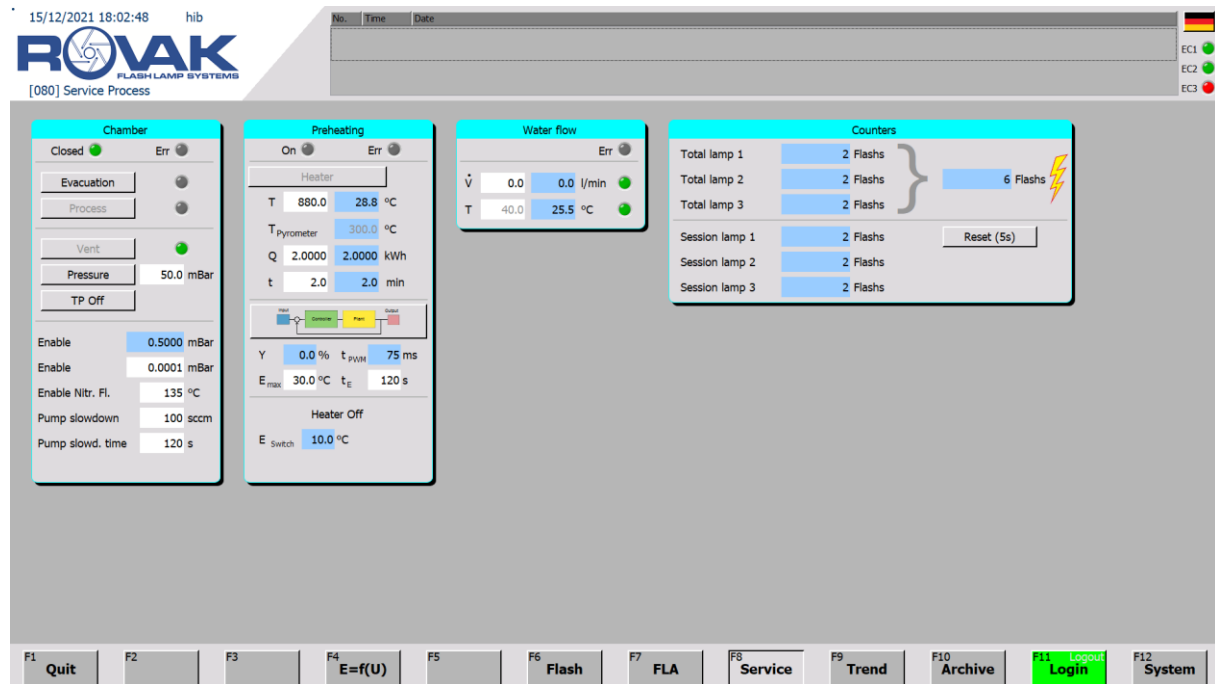 15/12/2021 18:02:48 hib
No. Time Date
ROVAK
FLASH LAMP SYSTEMS
[080] Service Process
EC1
EC2
EC3
Chamber
Closed Err
Evacuation
Process
Vent
Pressure 50.0 mBar
TP Off
Enable 0.5000 mBar
Enable 0.0001 mBar
Enable Nitr. Fl. 135 °C
Pump slowdown 100 sccm
Pump slowd. time 120 s
Preheating
On Err
Heater
T 880.0 28.8 °C
T Pyrometer 300.0 °C
Q 2.0000 2.0000 kWh
t 2.0 2.0 min
Input Controller Plant Output
Y 0.0 % t PWM 75 ms
E max 30.0 °C t E 120 s
Heater Off
E Switch 10.0 °C
Water flow
Err
V̇ 0.0 0.0 l/min
T 40.0 25.5 °C
Counters
Total lamp 1 2 Flashs
Total lamp 2 2 Flashs 6 Flashs
Total lamp 3 2 Flashs
Session lamp 1 2 Flashs Reset (5s)
Session lamp 2 2 Flashs
Session lamp 3 2 Flashs
F1 Quit
F2
F3
F4 E=f(U)
F5
F6 Flash
F7 FLA
F8 Service
F9 Trend
F10 Archive
F11 Logout Login
F12 System